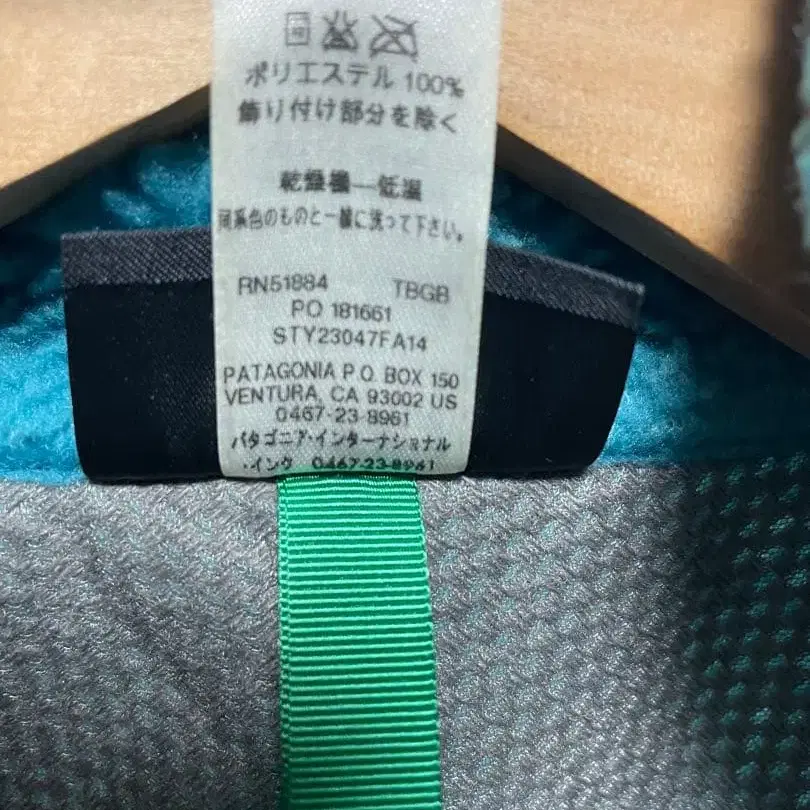 ポリエステル 100%
飾り付け部分を除く
乾燥機—低温
同系色のものと一緒に洗って下さい。
RN51884 TBGB
PO 181661
STY23047FA14
PATAGONIA P.O. BOX 150
VENTURA, CA 93002 US
0467-23-8961
パタゴニア・インターナショナル
・インク 0467-23-8961